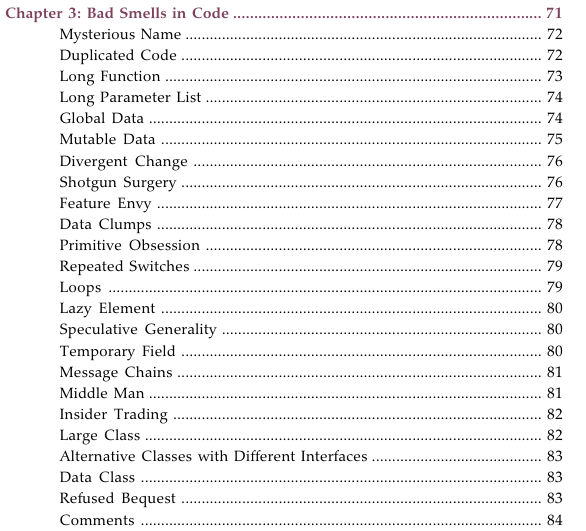 Chapter 3: Bad Smells in Code ........ 71
Mysterious Name ........ 72
Duplicated Code ........ 72
Long Function ........ 73
Long Parameter List ........ 74
Global Data ........ 74
Mutable Data ........ 75
Divergent Change ........ 76
Shotgun Surgery ........ 76
Feature Envy ........ 77
Data Clumps ........ 78
Primitive Obsession ........ 78
Repeated Switches ........ 79
Loops ........ 79
Lazy Element ........ 80
Speculative Generality ........ 80
Temporary Field ........ 80
Message Chains ........ 81
Middle Man ........ 81
Insider Trading ........ 82
Large Class ........ 82
Alternative Classes with Different Interfaces ........ 83
Data Class ........ 83
Refused Bequest ........ 83
Comments ........ 84